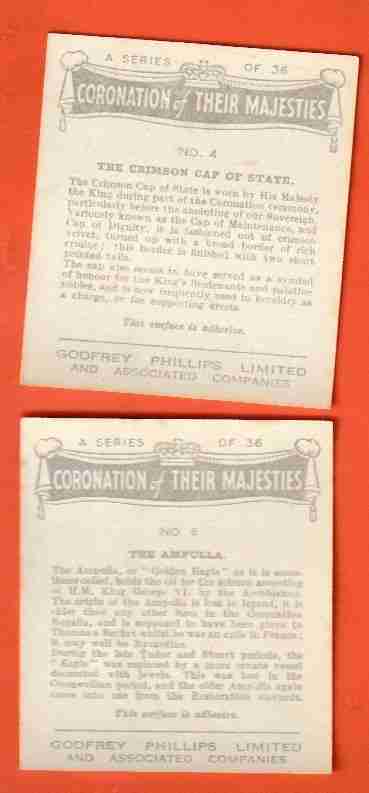 A SERIES OF 36
CORONATION of THEIR MAJESTIES
NO. 4
THE CRIMSON CAP OF STATE.
The Crimson Cap of State is worn by His Majesty
the King during part of the Coronation ceremony,
particularly before the anointing of our Sovereign.
Variously known as the Cap of Maintenance, and
Cap of Dignity, it is fashioned out of crimson
velvet, turned up with a broad border of rich
ermine; this border is finished with two short
pointed tails.
The cap also seems to have served as a symbol
of honour for the King's and
nobles, and is now frequently used in heraldry as
a charge, or for supporting crests.
This surface is adhesive.
GODFREY PHILLIPS LIMITED
AND ASSOCIATED COMPANIES
A SERIES OF 36
CORONATION of THEIR MAJESTIES
NO.
THE AMPULLA.
The Ampulla, or "Golden Eagle" as it is some-
times called, holds the oil for the solemn anointing
of H.M. King George VI. by the Archbishop.
The origin of the Ampulla is lost in legend, it is
older than any other item in the Coronation
Regalia, and is supposed to have been given to
Thomas a Becket whilst he was an exile in France;
it may well be Byzantine.
During the late Tudor and Stuart periods, the
"Eagle" was replaced by a more ornate vessel
decorated with jewels. This was lost in the
Cromwellian period, and the older Ampulla again
came into use from the Restoration onwards.
This surface is adhesive.
GODFREY PHILLIPS LIMITED
AND ASSOCIATED COMPANIES